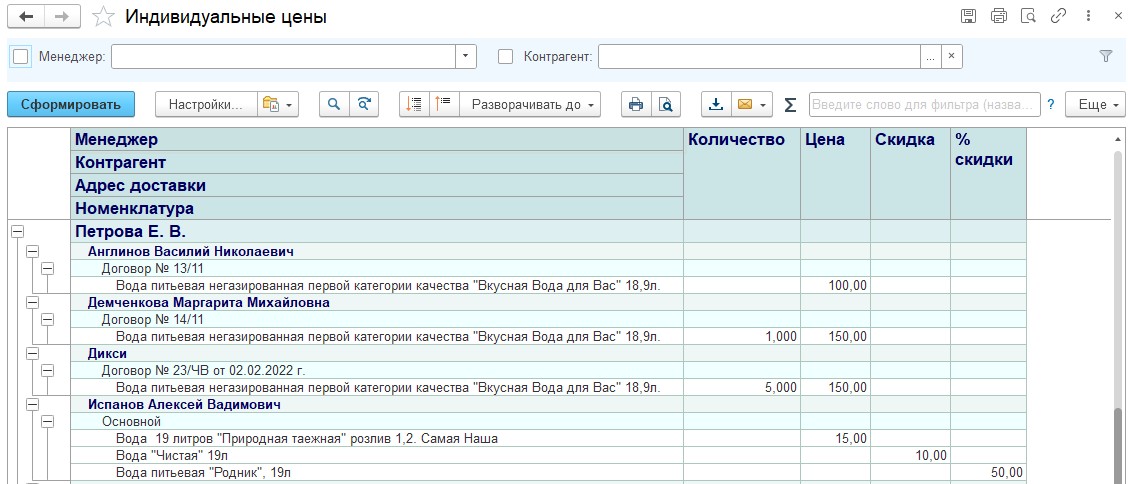 Индивидуальные цены
Менеджер: Контрагент: ... ×
Сформировать Настройки... Разворачивать до Σ Введите слово для фильтра (назва... ? Еще
Менеджер Количество Цена Скидка % скидки
Контрагент
Адрес доставки
Номенклатура
Петрова Е. В.
Англинов Василий Николаевич
Договор № 13/11
Вода питьевая негазированная первой категории качества "Вкусная Вода для Вас" 18,9л. 100,00
Демченкова Маргарита Михайловна
Договор № 14/11
Вода питьевая негазированная первой категории качества "Вкусная Вода для Вас" 18,9л. 1,000 150,00
Дикси
Договор № 23/ЧВ от 02.02.2022 г.
Вода питьевая негазированная первой категории качества "Вкусная Вода для Вас" 18,9л. 5,000 150,00
Испанов Алексей Вадимович
Основной
Вода 19 литров "Природная таежная" розлив 1,2. Самая Наша 15,00
Вода "Чистая" 19л 10,00
Вода питьевая "Родник", 19л 50,00